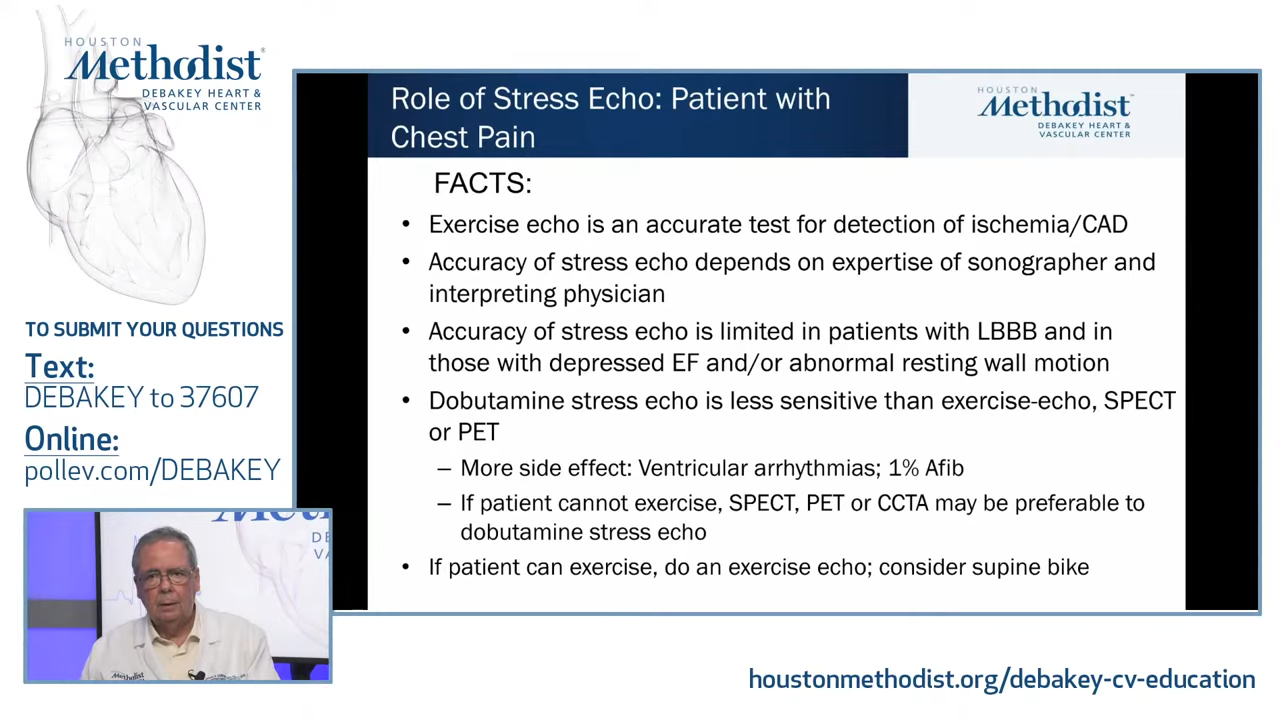 HOUSTON
Methodist
DEBAKEY HEART &
VASCULAR CENTER
TO SUBMIT YOUR QUESTIONS
Text:
DEBAKEY to 37607
Online:
pollev.com/DEBAKEY
Role of Stress Echo: Patient with
Chest Pain
HOUSTON
Methodist
DEBAKEY HEART &
VASCULAR CENTER
FACTS:
• Exercise echo is an accurate test for detection of ischemia/CAD
• Accuracy of stress echo depends on expertise of sonographer and
interpreting physician
• Accuracy of stress echo is limited in patients with LBBB and in
those with depressed EF and/or abnormal resting wall motion
• Dobutamine stress echo is less sensitive than exercise-echo, SPECT
or PET
– More side effect: Ventricular arrhythmias; 1% Afib
– If patient cannot exercise, SPECT, PET or CCTA may be preferable to
dobutamine stress echo
• If patient can exercise, do an exercise echo; consider supine bike
Methodist
houstonmethodist.org/debakey-cv-education